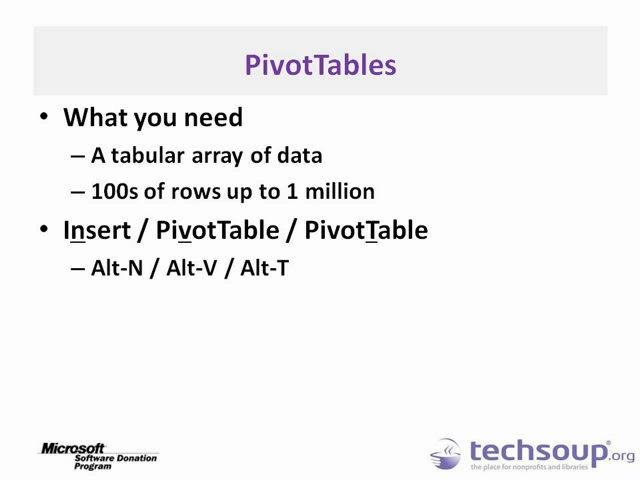 PivotTables
• What you need
– A tabular array of data
– 100s of rows up to 1 million
• Insert / PivotTable / PivotTable
– Alt-N / Alt-V / Alt-T
Microsoft
Software Donation
Program
techsoup.org
the place for nonprofits and libraries